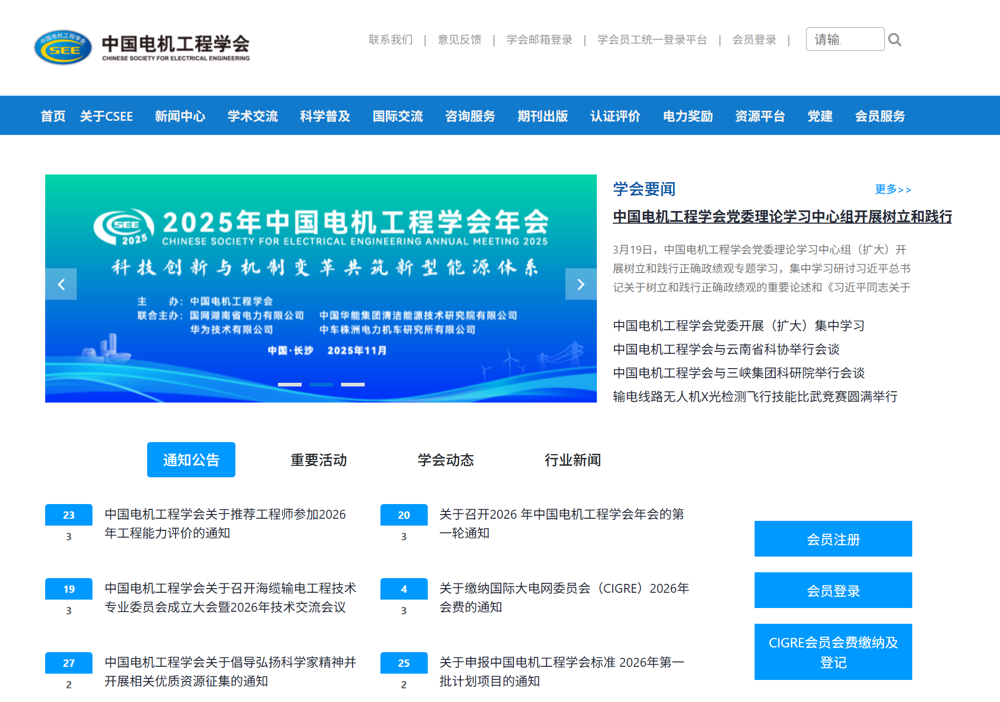 中国电机工程学会
CSEE
中国电机工程学会
CHINESE SOCIETY FOR ELECTRICAL ENGINEERING
联系我们 | 意见反馈 | 学会邮箱登录 | 学会员工统一登录平台 | 会员登录 |
请输
首页 关于CSEE 新闻中心 学术交流 科学普及 国际交流 咨询服务 期刊出版 认证评价 电力奖励 资源平台 党建 会员服务
CSEE 2025
2025年中国电机工程学会年会
CHINESE SOCIETY FOR ELECTRICAL ENGINEERING ANNUAL MEETING 2025
科技创新与机制变革共筑新型能源体系
主 办：中国电机工程学会
联合主办：国网湖南省电力有限公司 中国华能集团清洁能源技术研究院有限公司
华为技术有限公司 中车株洲电力机车研究所有限公司
中国·长沙 2025年11月
学会要闻 更多>>
中国电机工程学会党委理论学习中心组开展树立和践行
3月19日，中国电机工程学会党委理论学习中心组（扩大）开
展树立和践行正确政绩观专题学习，集中学习研讨习近平总书
记关于树立和践行正确政绩观的重要论述和《习近平同志关于
中国电机工程学会党委开展（扩大）集中学习
中国电机工程学会与云南省科协举行会谈
中国电机工程学会与三峡集团科研院举行会谈
输电线路无人机X光检测飞行技能比武竞赛圆满举行
通知公告 重要活动 学会动态 行业新闻
23
3
中国电机工程学会关于推荐工程师参加2026
年工程能力评价的通知
20
3
关于召开2026 年中国电机工程学会年会的第
一轮通知
19
3
中国电机工程学会关于召开海缆输电工程技术
专业委员会成立大会暨2026年技术交流会议
4
3
关于缴纳国际大电网委员会（CIGRE）2026年
会费的通知
27
2
中国电机工程学会关于倡导弘扬科学家精神并
开展相关优质资源征集的通知
25
2
关于申报中国电机工程学会标准 2026年第一
批计划项目的通知
会员注册
会员登录
CIGRE会员会费缴纳及
登记